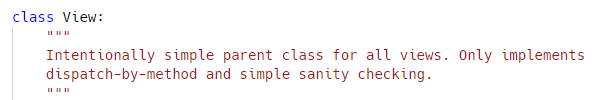 class View:
    """
    Intentionally simple parent class for all views. Only implements
    dispatch-by-method and simple sanity checking.
    """